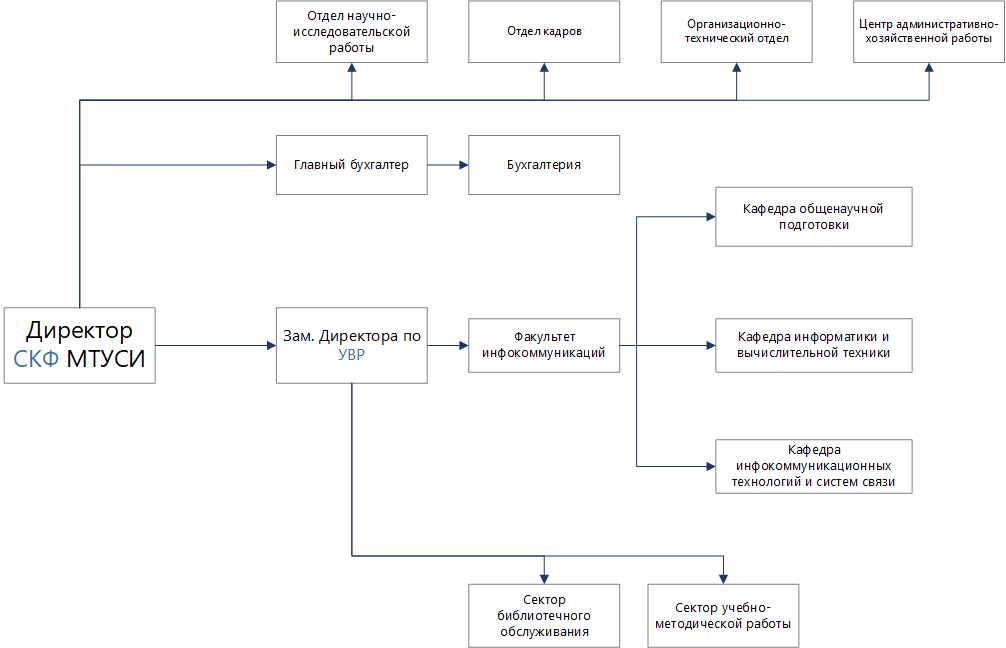 Отдел научно-
исследовательской
работы
Отдел кадров
Организационно-
технический отдел
Центр административно-
хозяйственной работы
Главный бухгалтер
Бухгалтерия
Кафедра общенаучной
подготовки
Директор
СКФ МТУСИ
Зам. Директора по
УВР
Факультет
инфокоммуникаций
Кафедра информатики и
вычислительной техники
Кафедра
инфокоммуникационных
технологий и систем связи
Сектор
библиотечного
обслуживания
Сектор учебно-
методической работы